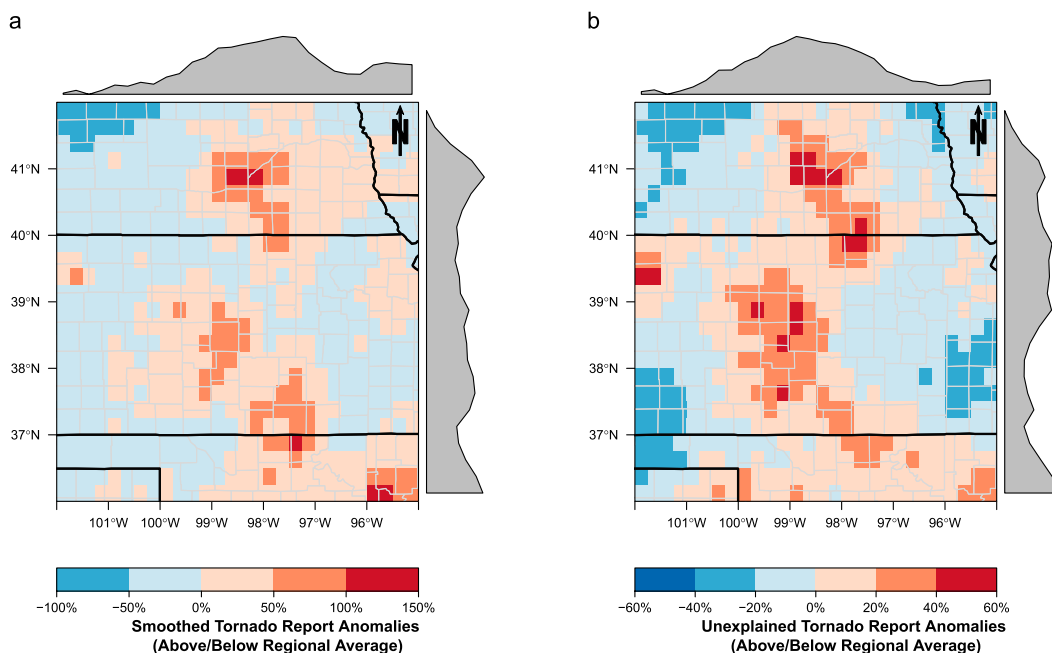 a
N
41°N
40°N
39°N
38°N
37°N
101°W 100°W 99°W 98°W 97°W 96°W
−100% −50% 0% 50% 100% 150%
Smoothed Tornado Report Anomalies
(Above/Below Regional Average)
b
N
41°N
40°N
39°N
38°N
37°N
101°W 100°W 99°W 98°W 97°W 96°W
−60% −40% −20% 0% 20% 40% 60%
Unexplained Tornado Report Anomalies
(Above/Below Regional Average)